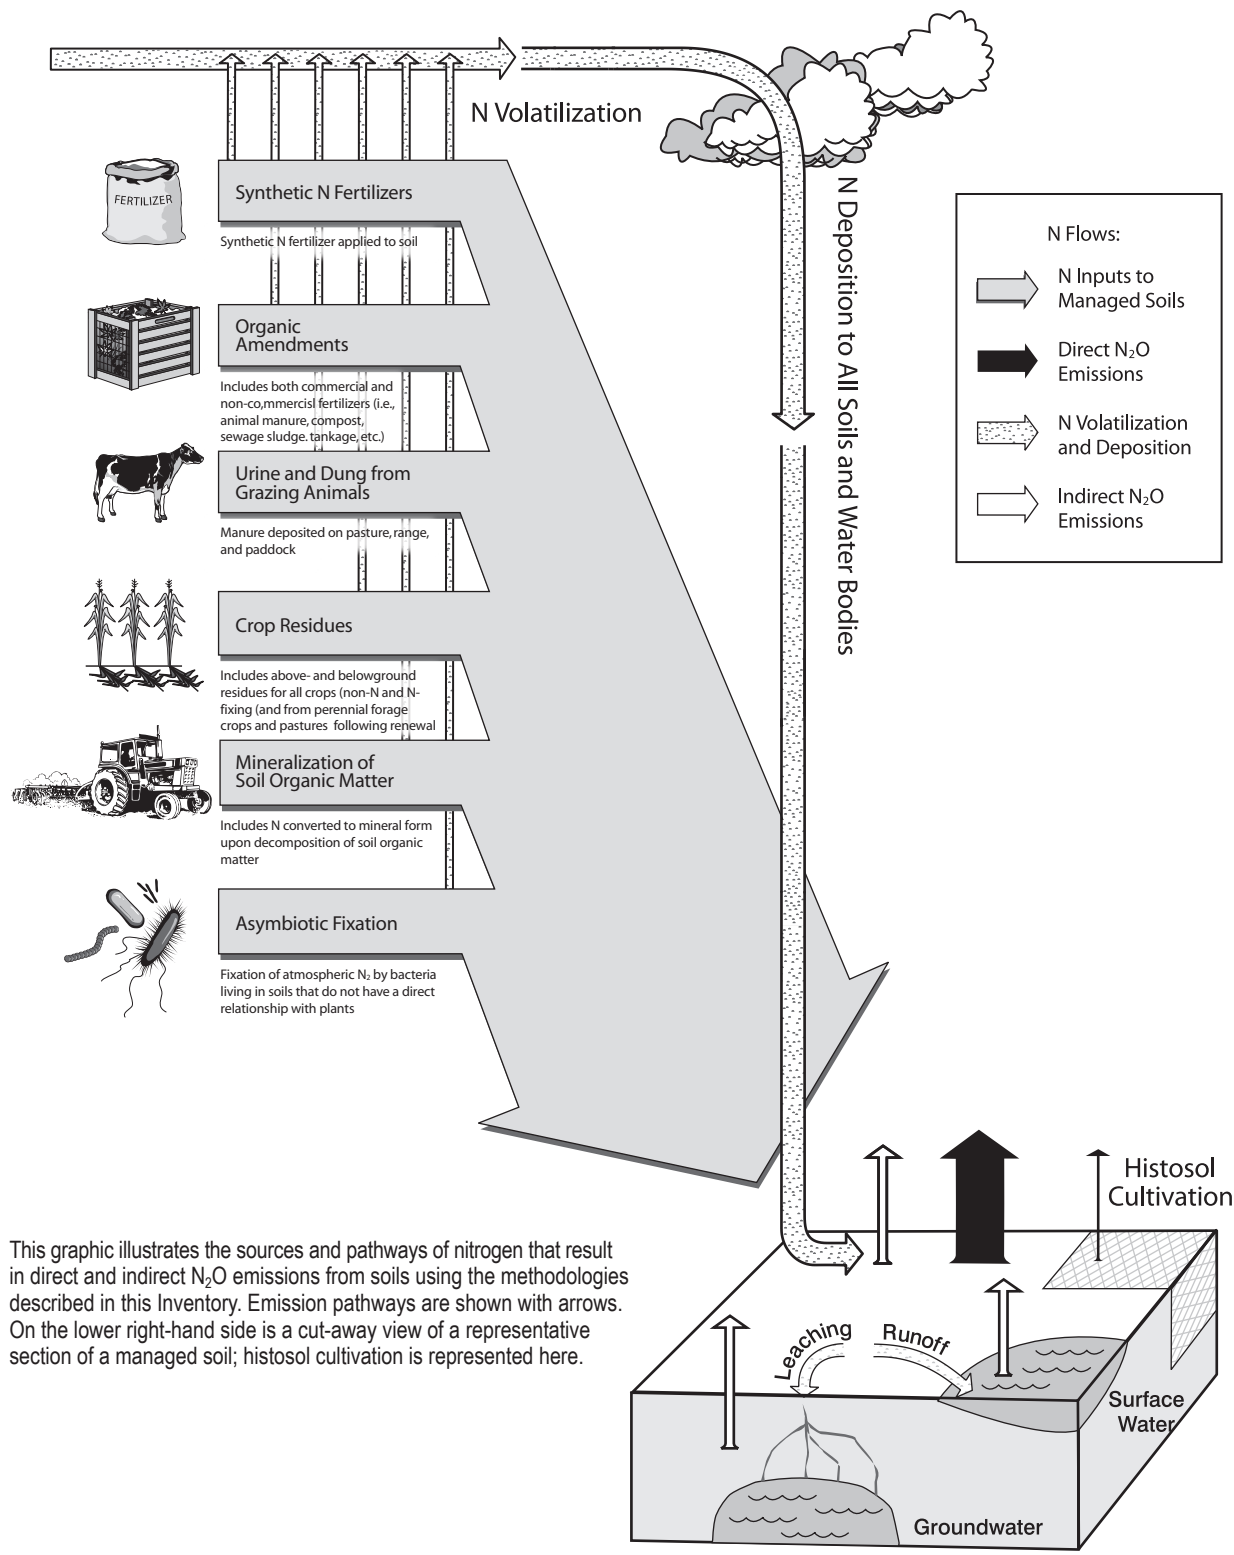 N Volatilization
FERTILIZER
Synthetic N Fertilizers
Synthetic N fertilizer applied to soil
Organic
Amendments
Includes both commercial and
non-co,mmercisl fertilizers (i.e.,
animal manure, compost,
sewage sludge. tankage, etc.)
Urine and Dung from
Grazing Animals
Manure deposited on pasture, range,
and paddock
Crop Residues
Includes above- and belowground
residues for all crops (non-N and N-
fixing (and from perennial forage
crops and pastures following renewal
Mineralization of
Soil Organic Matter
Includes N converted to mineral form
upon decomposition of soil organic
matter
Asymbiotic Fixation
Fixation of atmospheric N₂ by bacteria
living in soils that do not have a direct
relationship with plants
N Deposition to All Soils and Water Bodies
N Flows:
N Inputs to
Managed Soils
Direct N₂O
Emissions
N Volatilization
and Deposition
Indirect N₂O
Emissions
This graphic illustrates the sources and pathways of nitrogen that result
in direct and indirect N₂O emissions from soils using the methodologies
described in this Inventory. Emission pathways are shown with arrows.
On the lower right-hand side is a cut-away view of a representative
section of a managed soil; histosol cultivation is represented here.
Histosol
Cultivation
Leaching
Runoff
Surface
Water
Groundwater